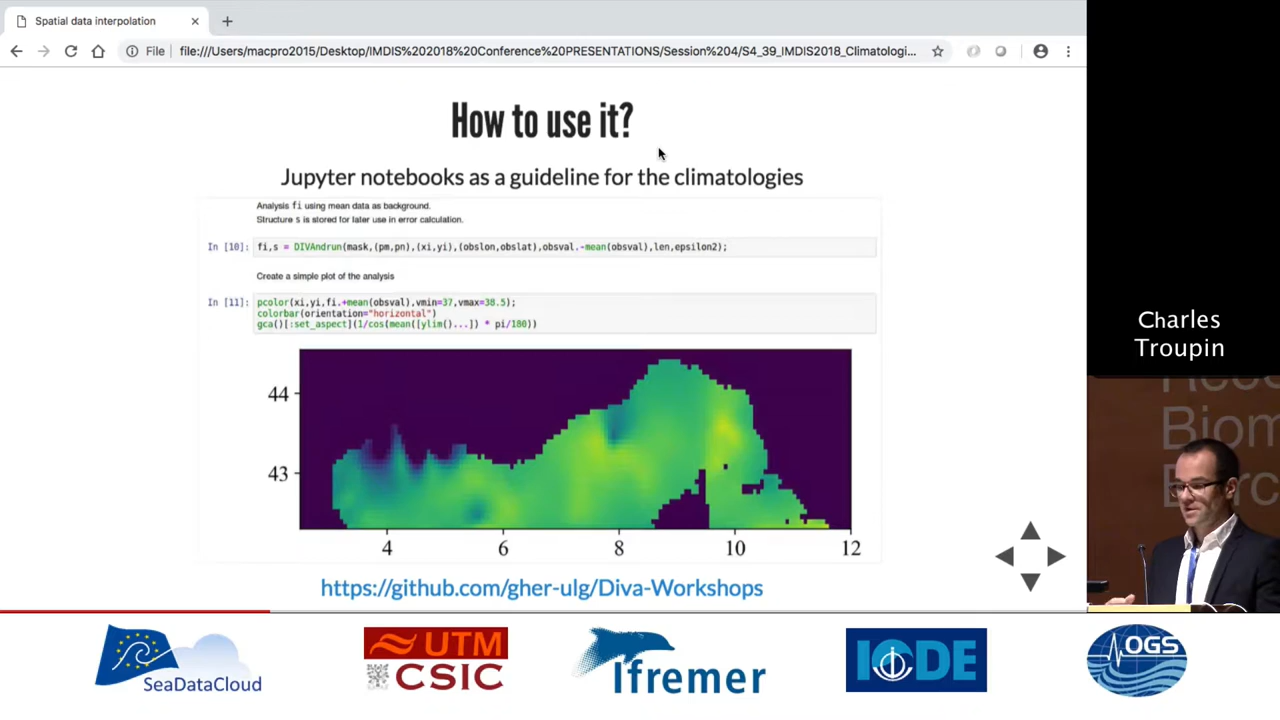 Spatial data interpolation
File
file:///Users/macpro2015/Desktop/IMDIS%202018%20Conference%20PRESENTATIONS/Session%204/S4_39_IMDIS2018_Climatologi...
How to use it?
Jupyter notebooks as a guideline for the climatologies
Analysis fi using mean data as background.
Structure s is stored for later use in error calculation.
In [10]: fi,s = DIVAndrun(mask,(pm,pn),(xi,yi),(obslon,obslat),obsval.-mean(obsval),len,epsilon2);
Create a simple plot of the analysis
In [11]: pcolor(xi,yi,fi.+mean(obsval),vmin=37,vmax=38.5);
colorbar(orientation="horizontal")
gca()[:set_aspect](1/cos(mean([ylim()...]) * pi/180))
44
43
4 6 8 10 12
https://github.com/gher-ulg/Diva-Workshops
Charles
Troupin
Biom
SeaDataCloud
UTM
CSIC
Ifremer
IODE
OGS